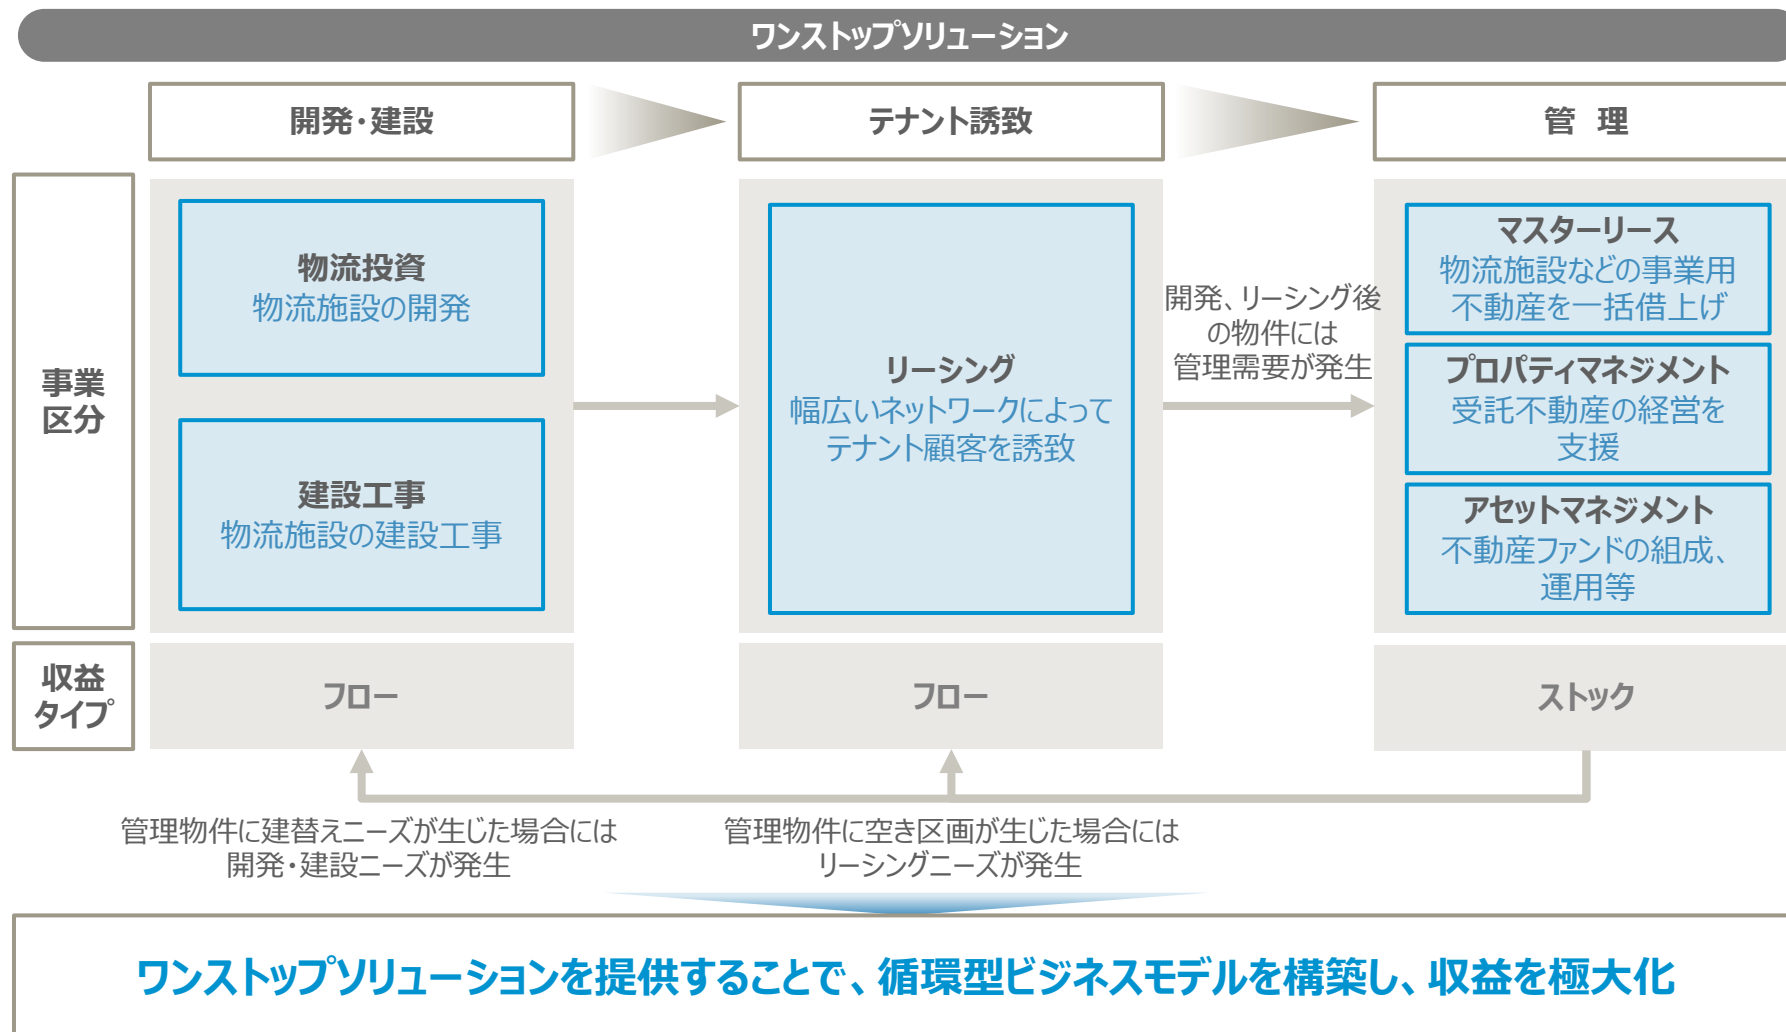 ワンストップソリューション
開発・建設
テナント誘致
管 理
事業
区分
物流投資
物流施設の開発
建設工事
物流施設の建設工事
リーシング
幅広いネットワークによって
テナント顧客を誘致
開発、リーシング後
の物件には
管理需要が発生
マスターリース
物流施設などの事業用
不動産を一括借上げ
プロパティマネジメント
受託不動産の経営を
支援
アセットマネジメント
不動産ファンドの組成、
運用等
収益
タイプ
フロー
フロー
ストック
管理物件に建替えニーズが生じた場合には
開発・建設ニーズが発生
管理物件に空き区画が生じた場合には
リーシングニーズが発生
ワンストップソリューションを提供することで、循環型ビジネスモデルを構築し、収益を極大化